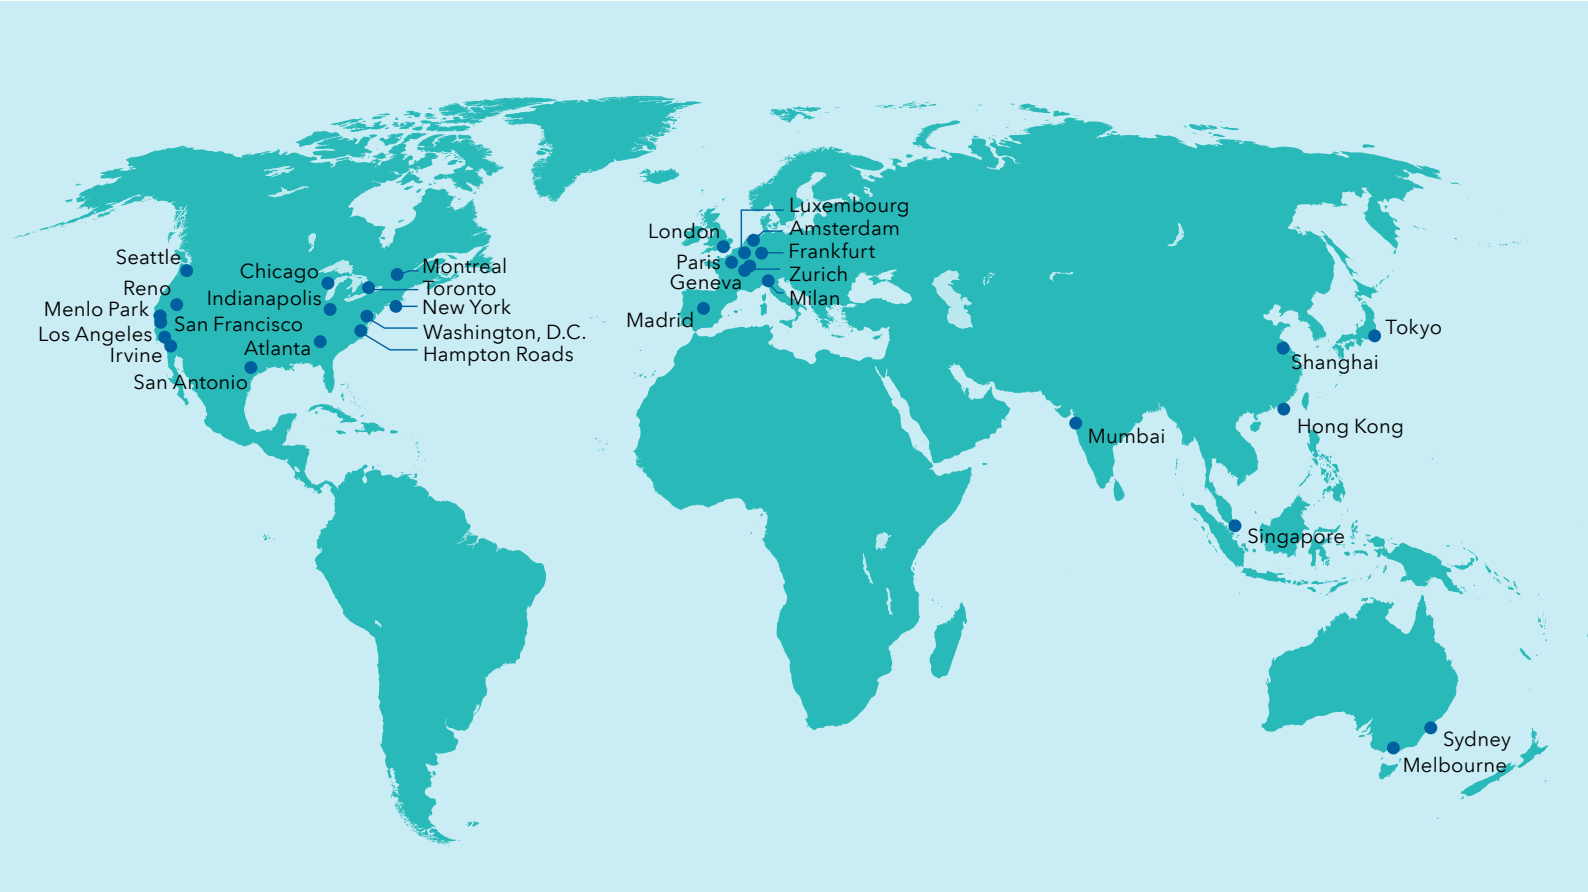 Seattle
Reno
Menlo Park
San Francisco
Los Angeles
Irvine
San Antonio
Chicago
Indianapolis
Atlanta
Montreal
Toronto
New York
Washington, D.C.
Hampton Roads
London
Paris
Geneva
Madrid
Luxembourg
Amsterdam
Frankfurt
Zurich
Milan
Mumbai
Tokyo
Shanghai
Hong Kong
Singapore
Sydney
Melbourne